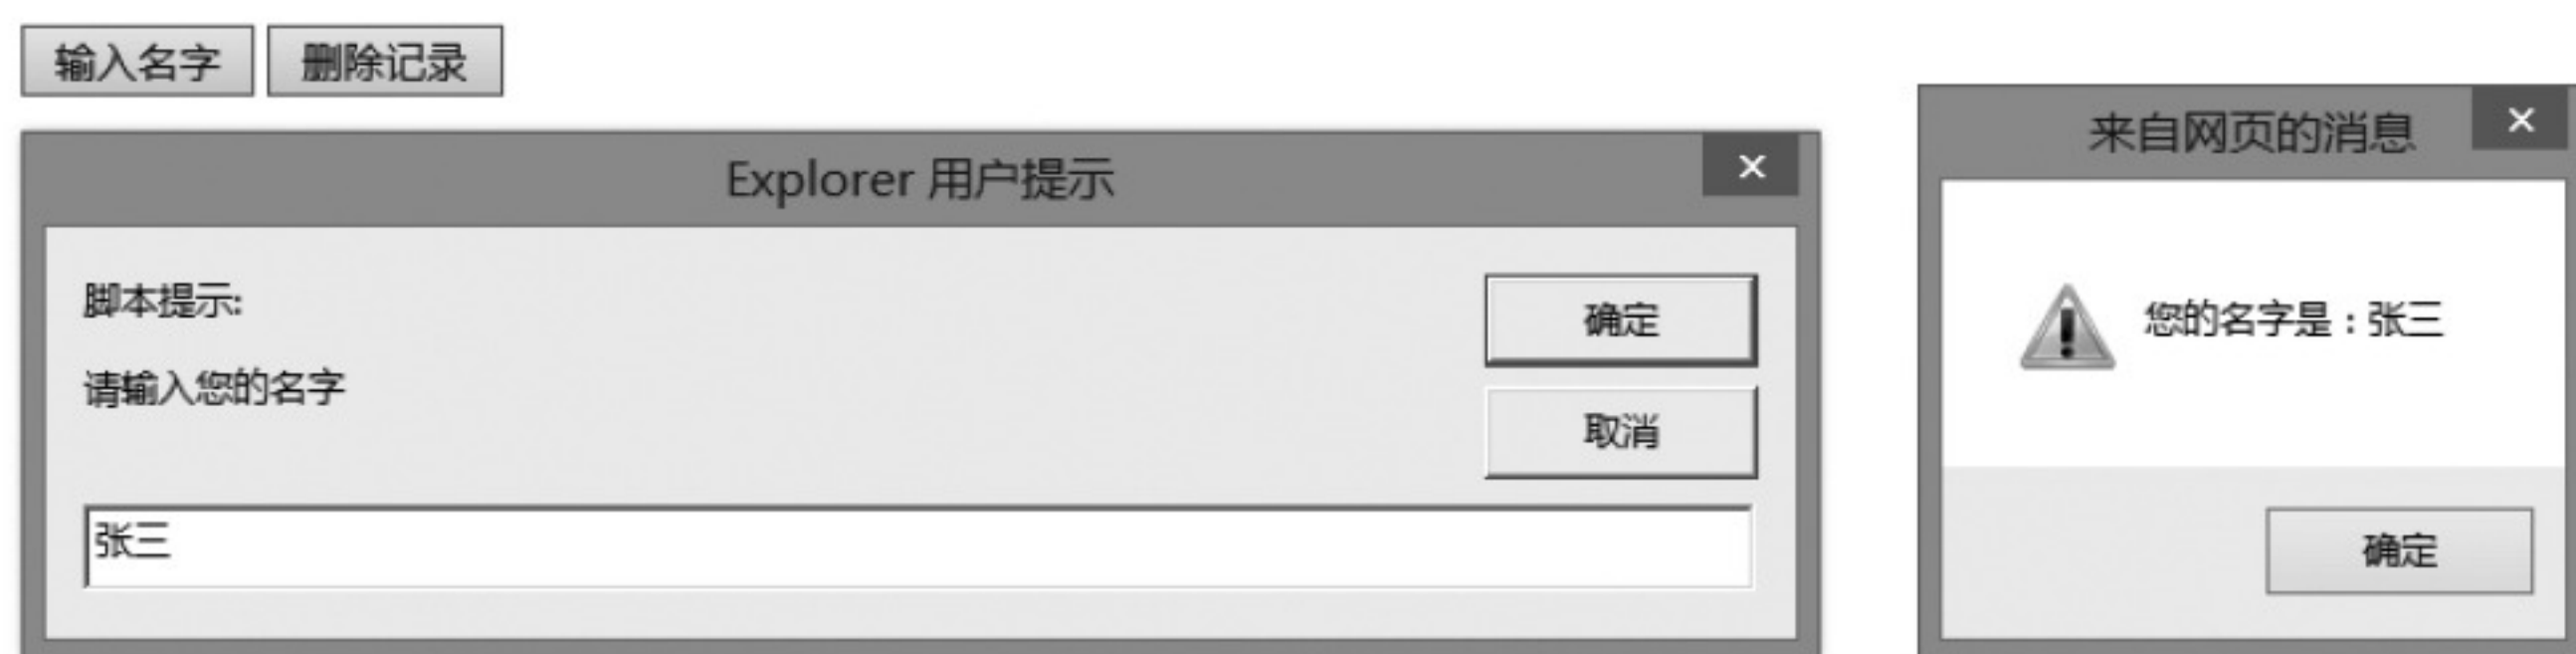 输入名字 删除记录
Explorer 用户提示
脚本提示:
请输入您的名字
确定
取消
张三
来自网页的消息
您的名字是：张三
确定